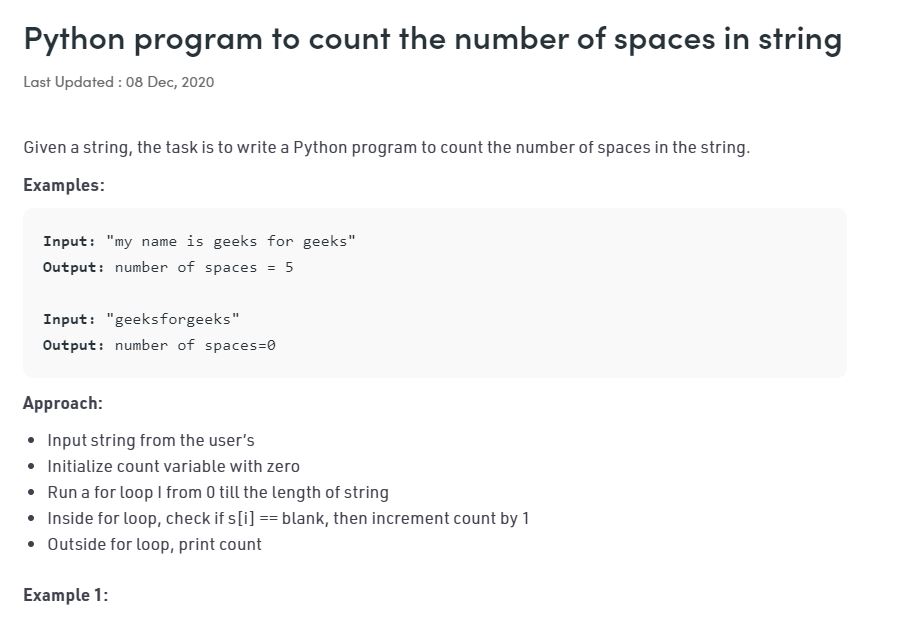 Python program to count the number of spaces in string
Last Updated : 08 Dec, 2020
Given a string, the task is to write a Python program to count the number of spaces in the string.
Examples:
Input: "my name is geeks for geeks"
Output: number of spaces = 5
Input: "geeksforgeeks"
Output: number of spaces=0
Approach:
• Input string from the user’s
• Initialize count variable with zero
• Run a for loop I from 0 till the length of string
• Inside for loop, check if s[i] == blank, then increment count by 1
• Outside for loop, print count
Example 1: